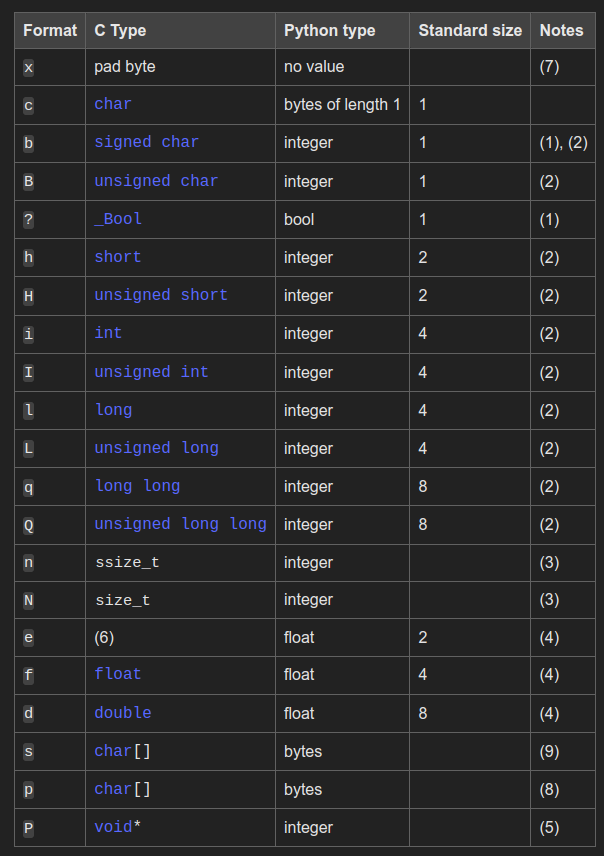 Format C Type Python type Standard size Notes
x pad byte no value (7)
c char bytes of length 1 1
b signed char integer 1 (1), (2)
B unsigned char integer 1 (2)
? _Bool bool 1 (1)
h short integer 2 (2)
H unsigned short integer 2 (2)
i int integer 4 (2)
I unsigned int integer 4 (2)
l long integer 4 (2)
L unsigned long integer 4 (2)
q long long integer 8 (2)
Q unsigned long long integer 8 (2)
n ssize_t integer (3)
N size_t integer (3)
e (6) float 2 (4)
f float float 4 (4)
d double float 8 (4)
s char[] bytes (9)
p char[] bytes (8)
P void* integer (5)